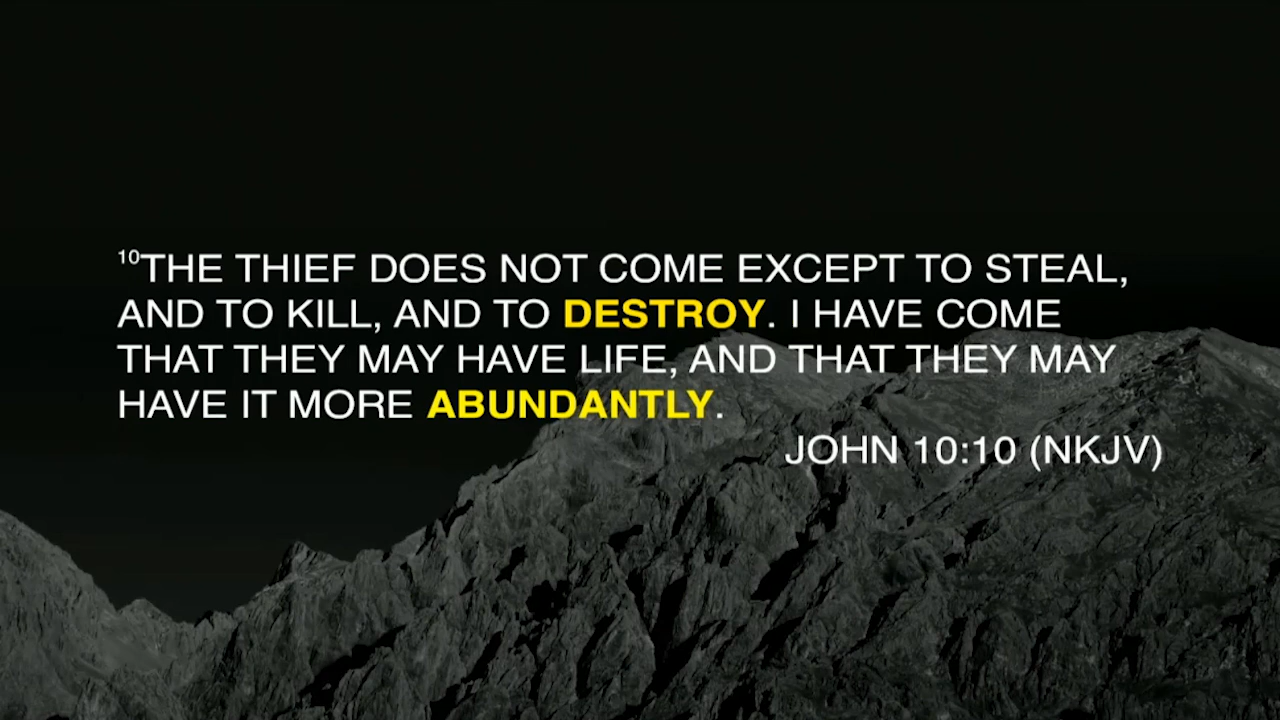 10THE THIEF DOES NOT COME EXCEPT TO STEAL,
AND TO KILL, AND TO DESTROY. I HAVE COME
THAT THEY MAY HAVE LIFE, AND THAT THEY MAY
HAVE IT MORE ABUNDANTLY.
JOHN 10:10 (NKJV)